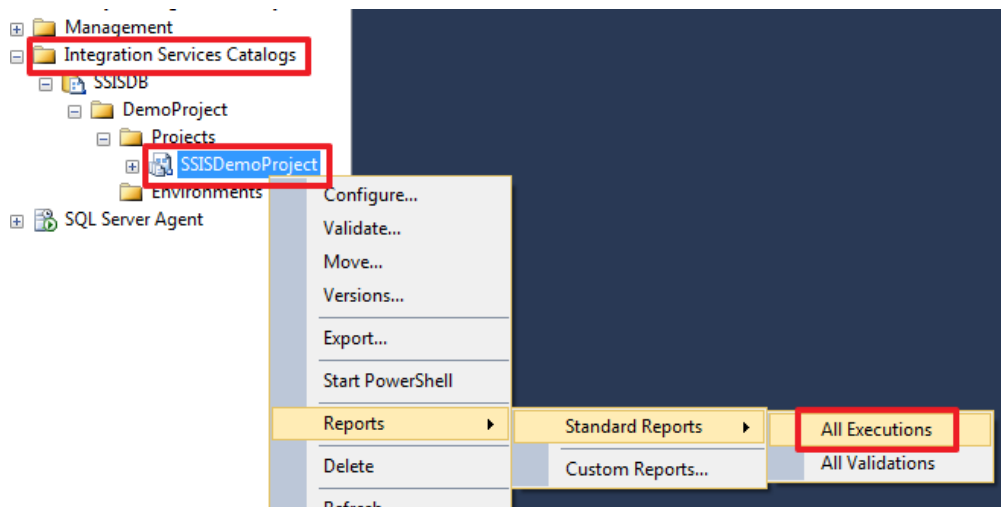 Management
Integration Services Catalogs
SSISDB
DemoProject
Projects
SSISDemoProject
Environments
SQL Server Agent
Configure...
Validate...
Move...
Versions...
Export...
Start PowerShell
Reports
Delete
Refresh
Standard Reports
Custom Reports...
All Executions
All Validations